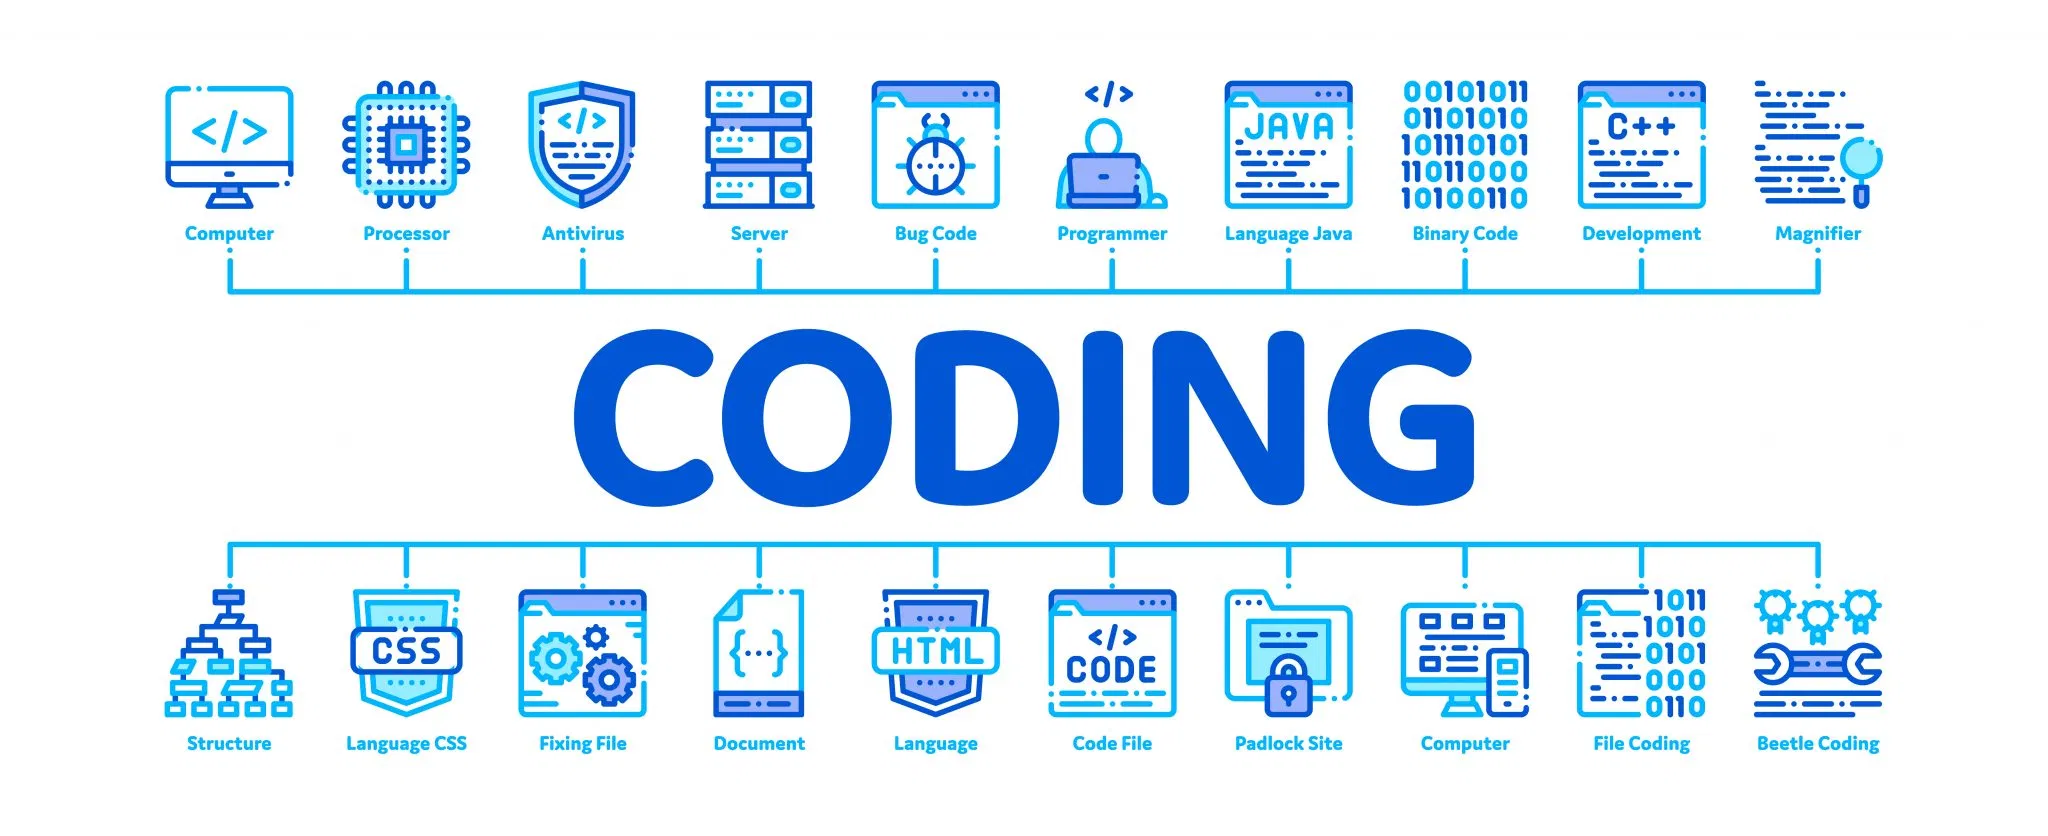 </>
</>
</>
JAVA
00101011
01101010
10111010 1
11011000
10100110
C++
Computer
Processor
Antivirus
Server
Bug Code
Programmer
Language Java
Binary Code
Development
Magnifier
CODING
CSS
{...}
HTML
</>
CODE
1011
1010
0101
000
0110
Structure
Language CSS
Fixing File
Document
Language
Code File
Padlock Site
Computer
File Coding
Beetle Coding